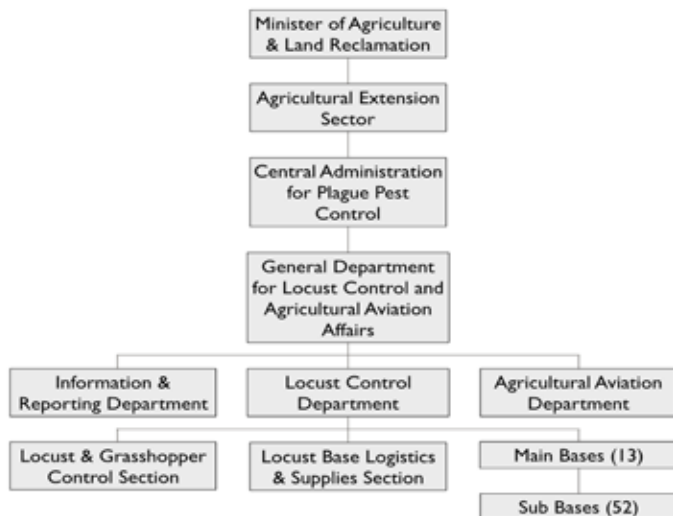 Minister of Agriculture
& Land Reclamation
Agricultural Extension
Sector
Central Administration
for Plague Pest
Control
General Department
for Locust Control and
Agricultural Aviation
Affairs
Information &
Reporting Department
Locust Control
Department
Agricultural Aviation
Department
Locust & Grasshopper
Control Section
Locust Base Logistics
& Supplies Section
Main Bases (13)
Sub Bases (52)